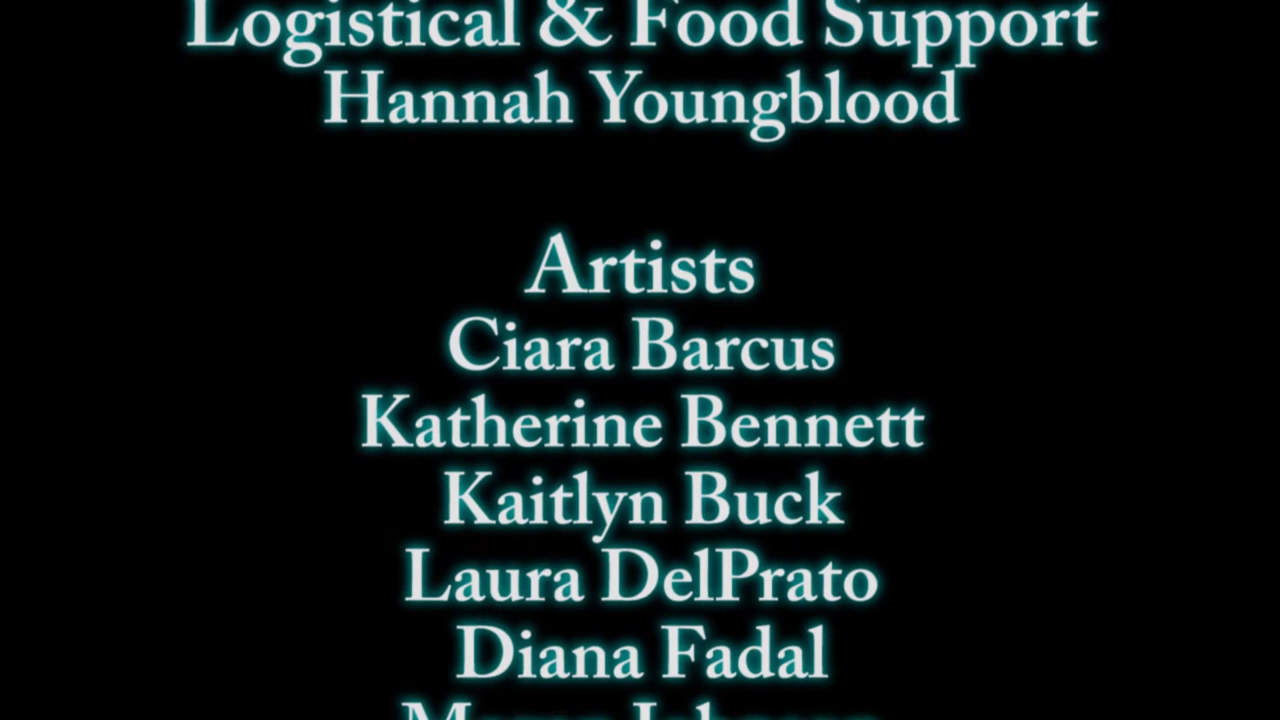 Logistical & Food Support
Hannah Youngblood
Artists
Ciara Barcus
Katherine Bennett
Kaitlyn Buck
Laura DelPrato
Diana Fadal